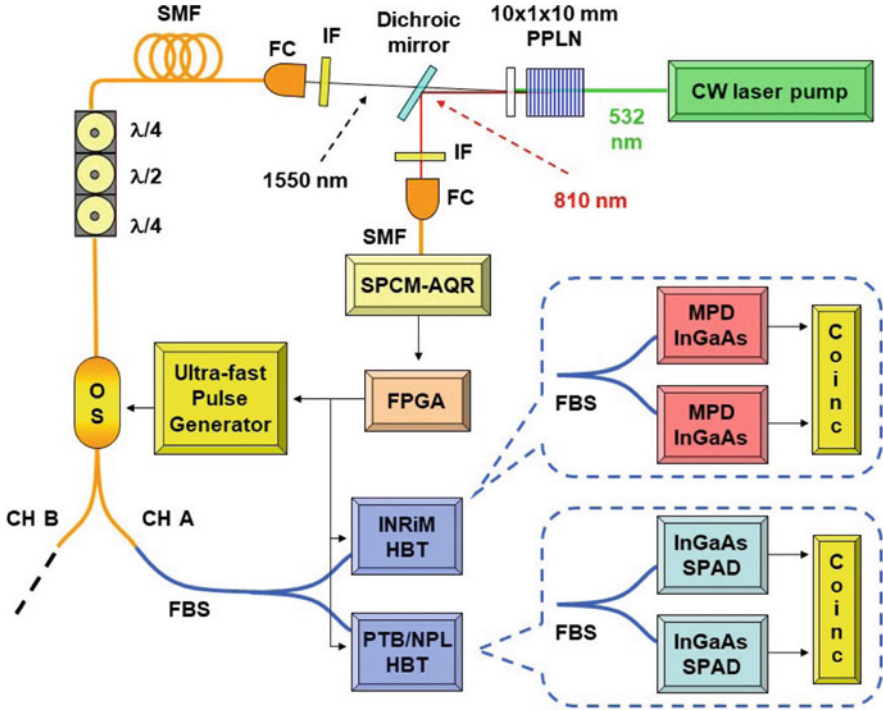 SMF
FC
IF
Dichroic
mirror
10x1x10 mm
PPLN
CW laser pump
532
nm
λ/4
λ/2
λ/4
1550 nm
IF
FC
810 nm
SMF
SPCM-AQR
OS
Ultra-fast
Pulse
Generator
FPGA
FBS
MPD
InGaAs
MPD
InGaAs
Coinc
CH B
CH A
FBS
INRiM
HBT
PTB/NPL
HBT
FBS
InGaAs
SPAD
InGaAs
SPAD
Coinc